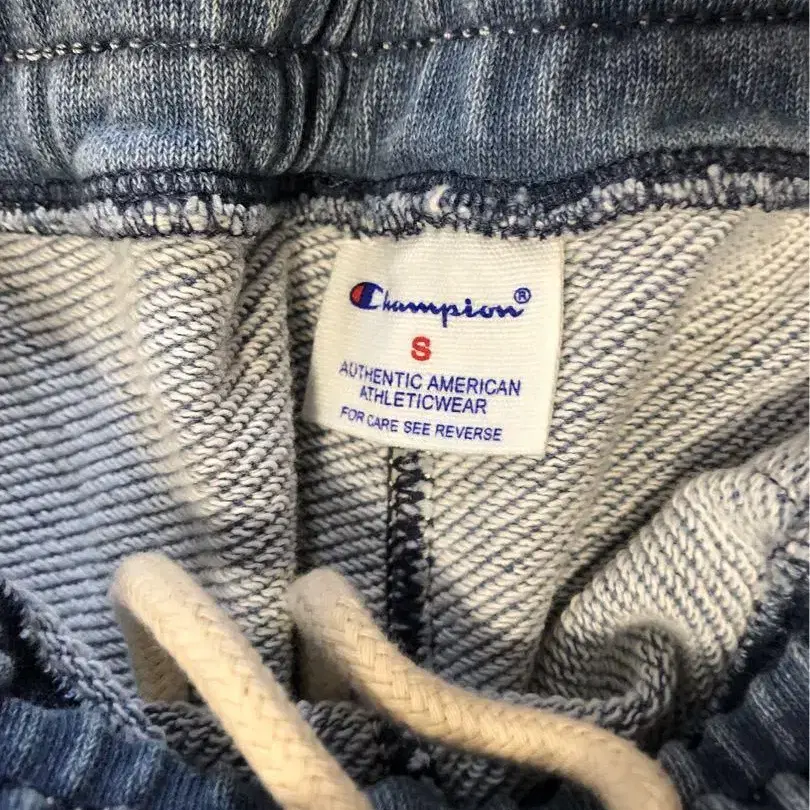 Champion®
S
AUTHENTIC AMERICAN
ATHLETICWEAR
FOR CARE SEE REVERSE